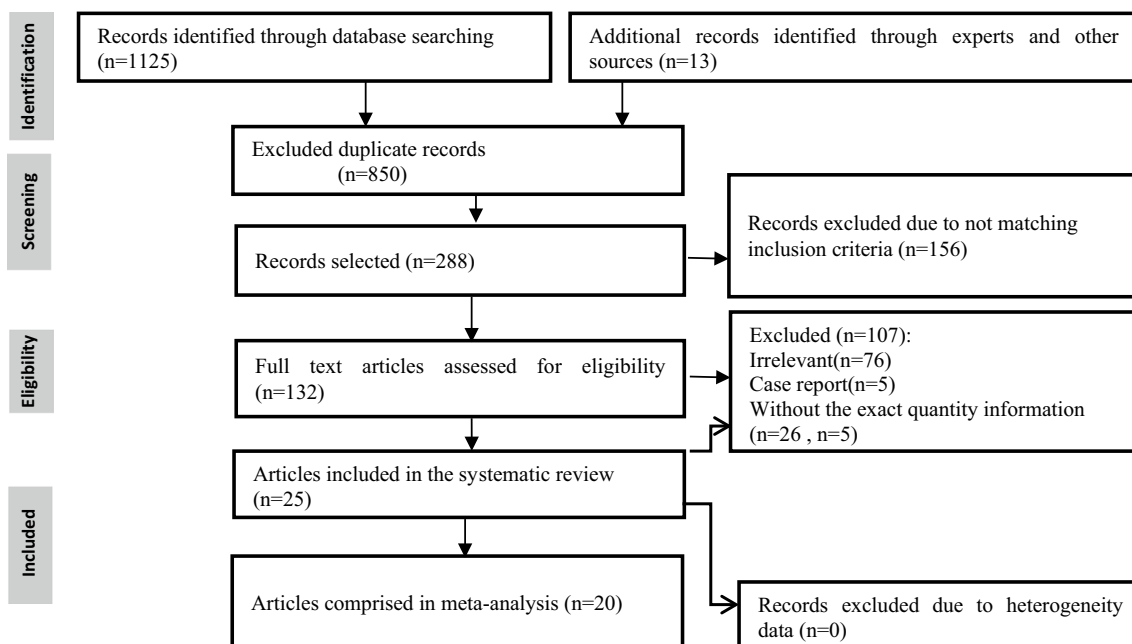 Identification
Records identified through database searching
(n=1125)
Additional records identified through experts and other
sources (n=13)
Excluded duplicate records
(n=850)
Screening
Records selected (n=288)
Records excluded due to not matching
inclusion criteria (n=156)
Eligibility
Full text articles assessed for eligibility
(n=132)
Excluded (n=107):
Irrelevant(n=76)
Case report(n=5)
Without the exact quantity information
(n=26 , n=5)
Articles included in the systematic review
(n=25)
Included
Articles comprised in meta-analysis (n=20)
Records excluded due to heterogeneity
data (n=0)